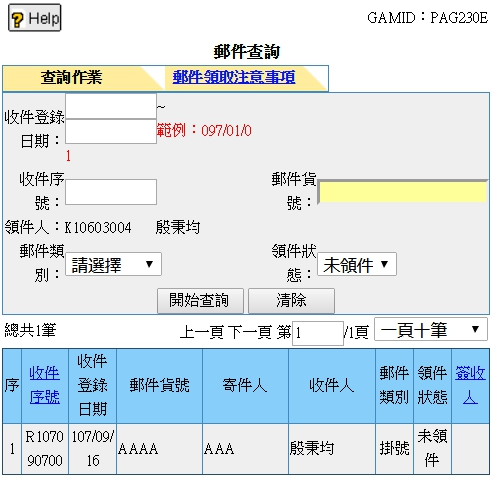 Help
GAMID：PAG230E
郵件查詢
查詢作業 郵件領取注意事項
收件登錄日期： ~
範例：097/01/0
1
收件序號： 郵件貨號：
領件人：K10603004 殷秉均
郵件類別： 請選擇 領件狀態： 未領件
開始查詢 清除
總共1筆 上一頁 下一頁 第 1 /1頁 一頁十筆
序 收件序號 收件登錄日期 郵件貨號 寄件人 收件人 郵件類別 領件狀態 簽收人
1 R107090700 107/09/16 AAAA AAA 殷秉均 掛號 未領件